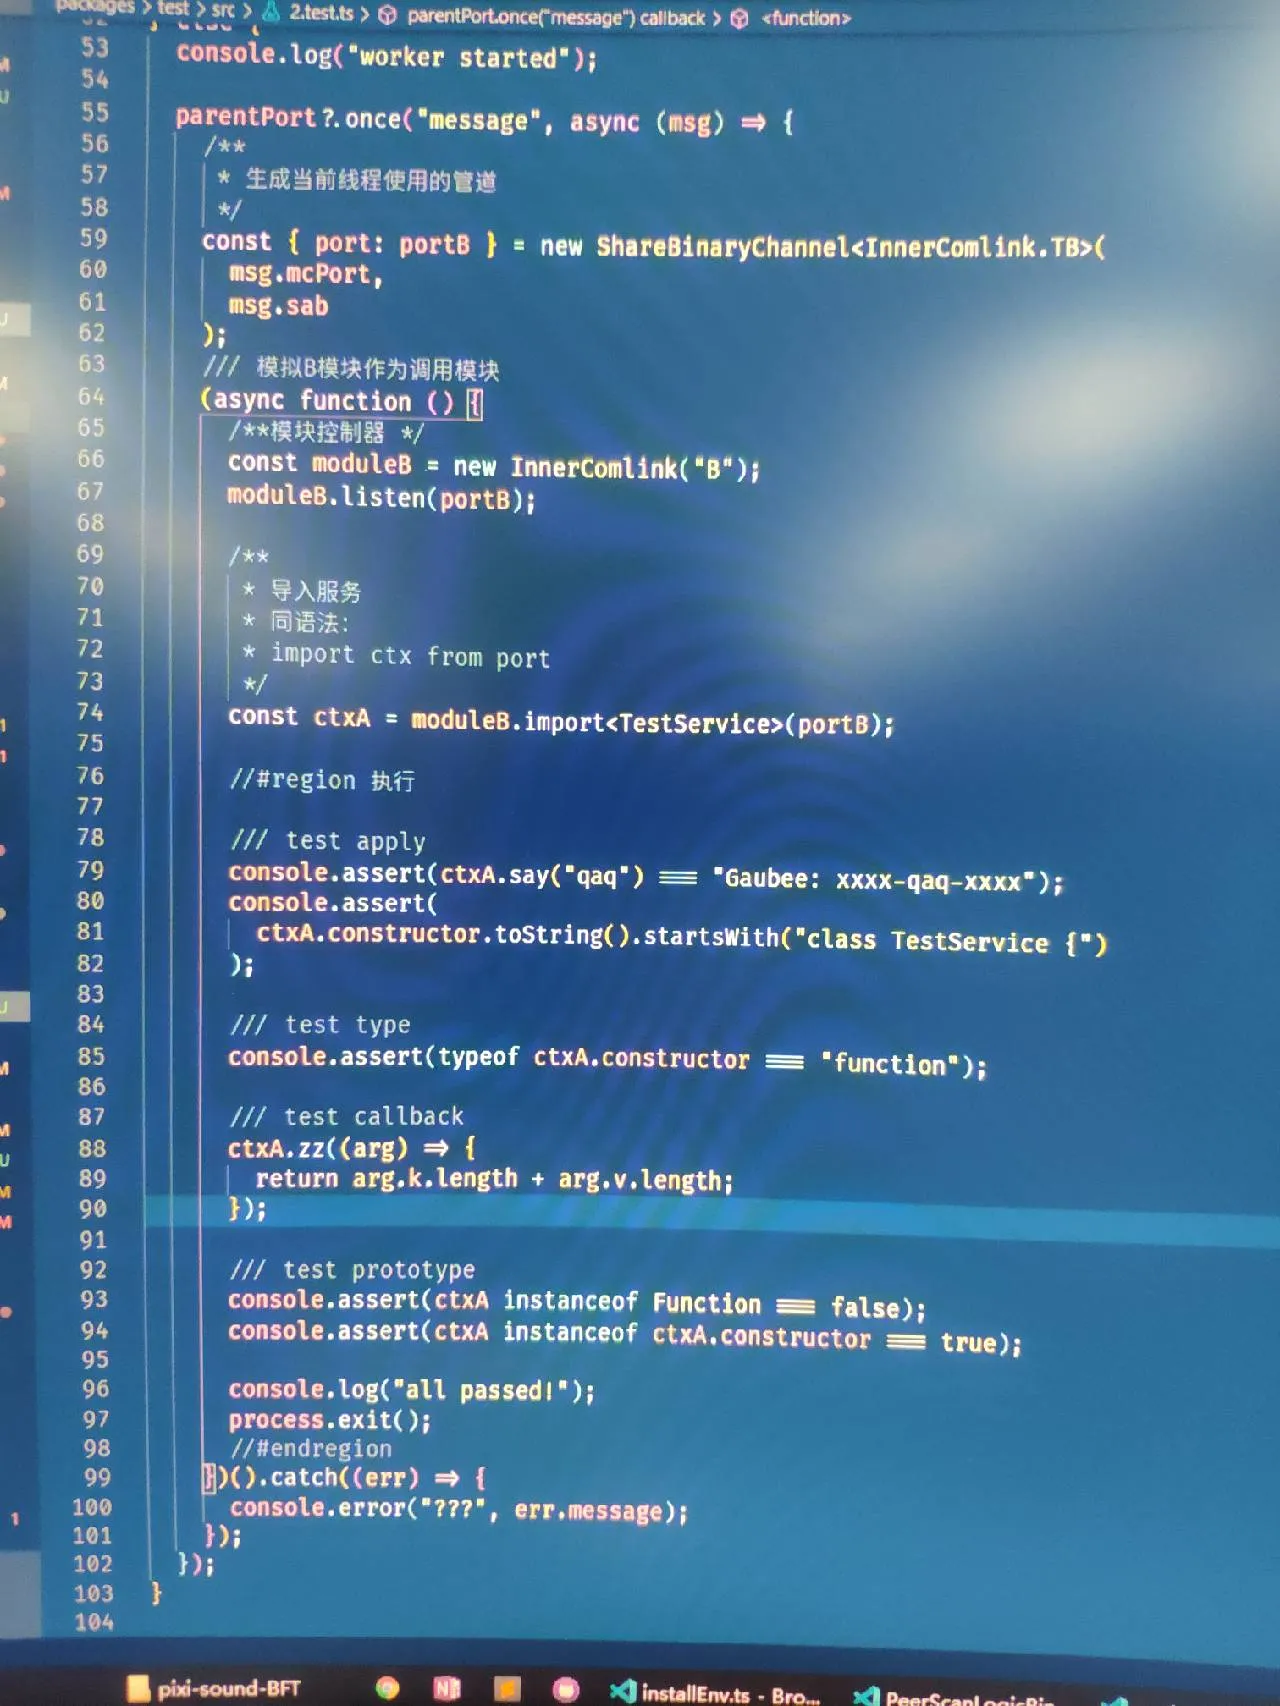 packages > test > src > 2.test.ts > parentPort.once("message") callback > <function>
53 console.log("worker started");
54
55 parentPort?.once("message", async (msg) => {
56 /**
57 * 生成当前线程使用的管道
58 */
59 const { port: portB } = new ShareBinaryChannel<InnerComlink.TB>(
60 msg.mcPort,
61 msg.sab
62 );
63 /// 模拟B模块作为调用模块
64 (async function () {
65 /**模块控制器 */
66 const moduleB = new InnerComlink("B");
67 moduleB.listen(portB);
68
69 /**
70 * 导入服务
71 * 同语法:
72 * import ctx from port
73 */
74 const ctxA = moduleB.import<TestService>(portB);
75
76 //#region 执行
77
78 /// test apply
79 console.assert(ctxA.say("qaq") === "Gaubee: xxxx-qaq-xxxx");
80 console.assert(
81 ctxA.constructor.toString().startsWith("class TestService {")
82 );
83
84 /// test type
85 console.assert(typeof ctxA.constructor === "function");
86
87 /// test callback
88 ctxA.zz((arg) => {
89 return arg.k.length + arg.v.length;
90 });
91
92 /// test prototype
93 console.assert(ctxA instanceof Function === false);
94 console.assert(ctxA instanceof ctxA.constructor === true);
95
96 console.log("all passed!");
97 process.exit();
98 //#endregion
99 })().catch((err) => {
100 console.error("???", err.message);
101 });
102 });
103 }
104
pixi-sound-BFT installEnv.ts - Bro... PeerScanLogicBin